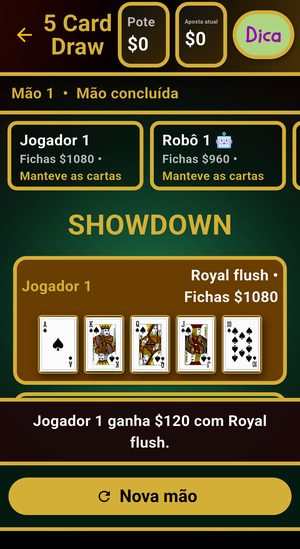 5 Card
Draw
Pote
$0
Aposta atual
$0
Dica
Mão 1 • Mão concluída
Jogador 1
Fichas $1080 •
Manteve as cartas
Robô 1 🤖
Fichas $960 •
Manteve as cartas
SHOWDOWN
Jogador 1
Royal flush •
Fichas $1080
A K Q J 10
Jogador 1 ganha $120 com Royal
flush.
Nova mão